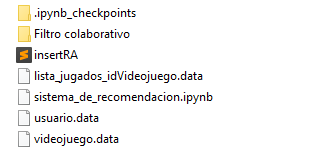 .ipynb_checkpoints
Filtro colaborativo
insertRA
lista_jugados_idVideojuego.data
sistema_de_recomendacion.ipynb
usuario.data
videojuego.data